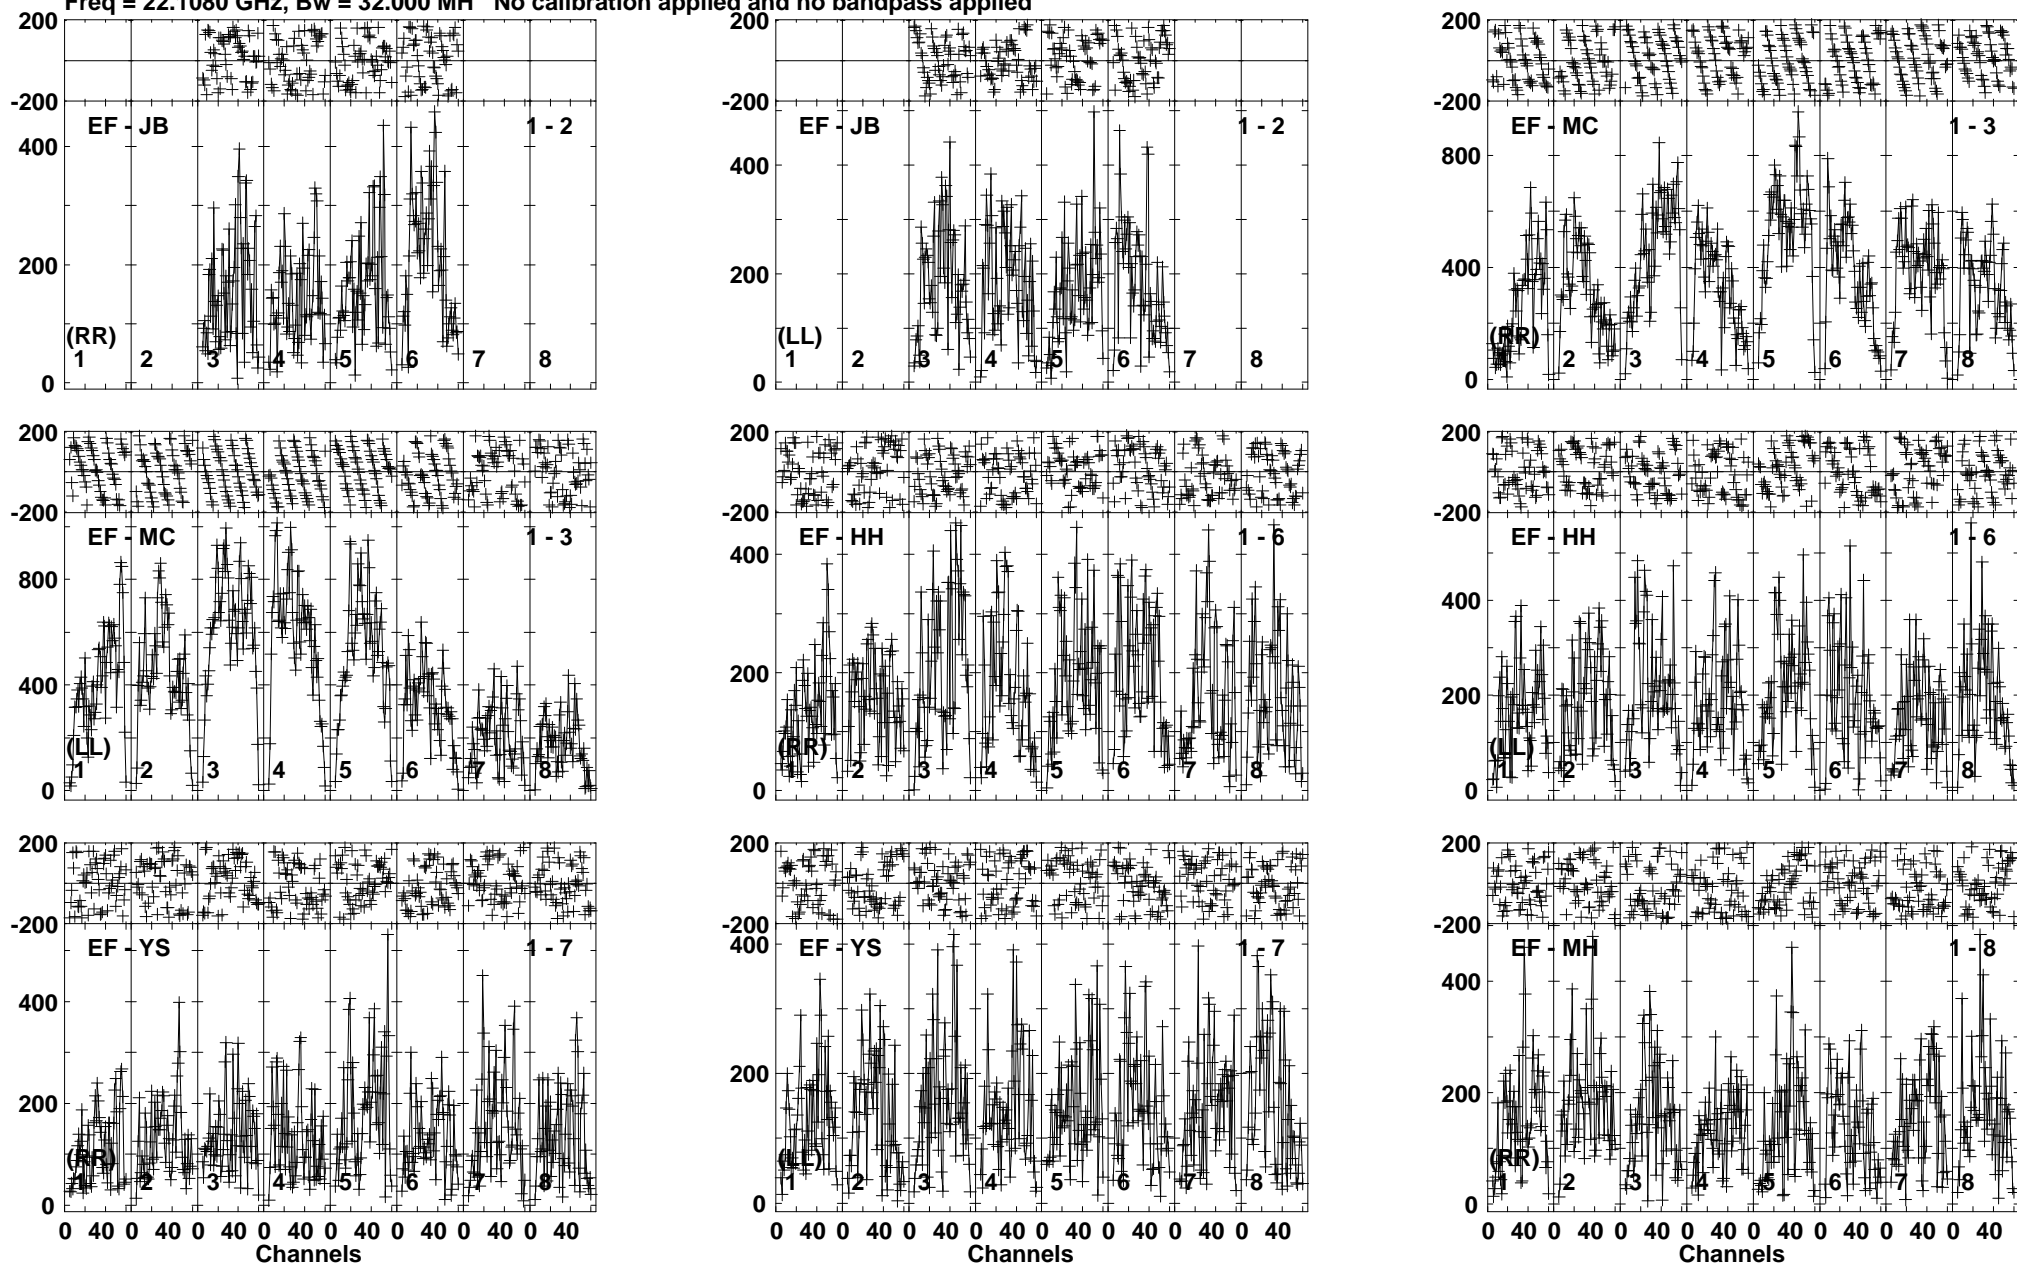 Freq = 22.1080 GHz, Bw = 32.000 MH No calibration applied and no bandpass applied
200 200 200
-200 -200 -200
EF - JB 1 - 2 EF - JB 1 - 2 EF - MC 1 - 3
400 400 800
200 200 400
(RR) (LL) (RR)
1 2 3 4 5 6 7 8 1 2 3 4 5 6 7 8 1 2 3 4 5 6 7 8
0 0 0
200 200 200
-200 -200 -200
EF - MC 1 - 3 EF - HH 1 - 6 EF - HH 1 - 6
800 400 400
400 200 200
(LL) (RR) (LL)
1 2 3 4 5 6 7 8 1 2 3 4 5 6 7 8 1 2 3 4 5 6 7 8
0 0 0
200 200 200
-200 -200 -200
EF - YS 1 - 7 EF - YS 1 - 7 EF - MH 1 - 8
400 400 400
200 200 200
(RR) (LL) (RR)
1 2 3 4 5 6 7 8 1 2 3 4 5 6 7 8 1 2 3 4 5 6 7 8
0 0 0
0 40 0 40 0 40 0 40 0 40 0 40 0 40 0 40 0 40 0 40 0 40 0 40 0 40 0 40 0 40 0 40 0 40 0 40 0 40 0 40 0 40 0 40 0 40 0 40
Channels Channels Channels